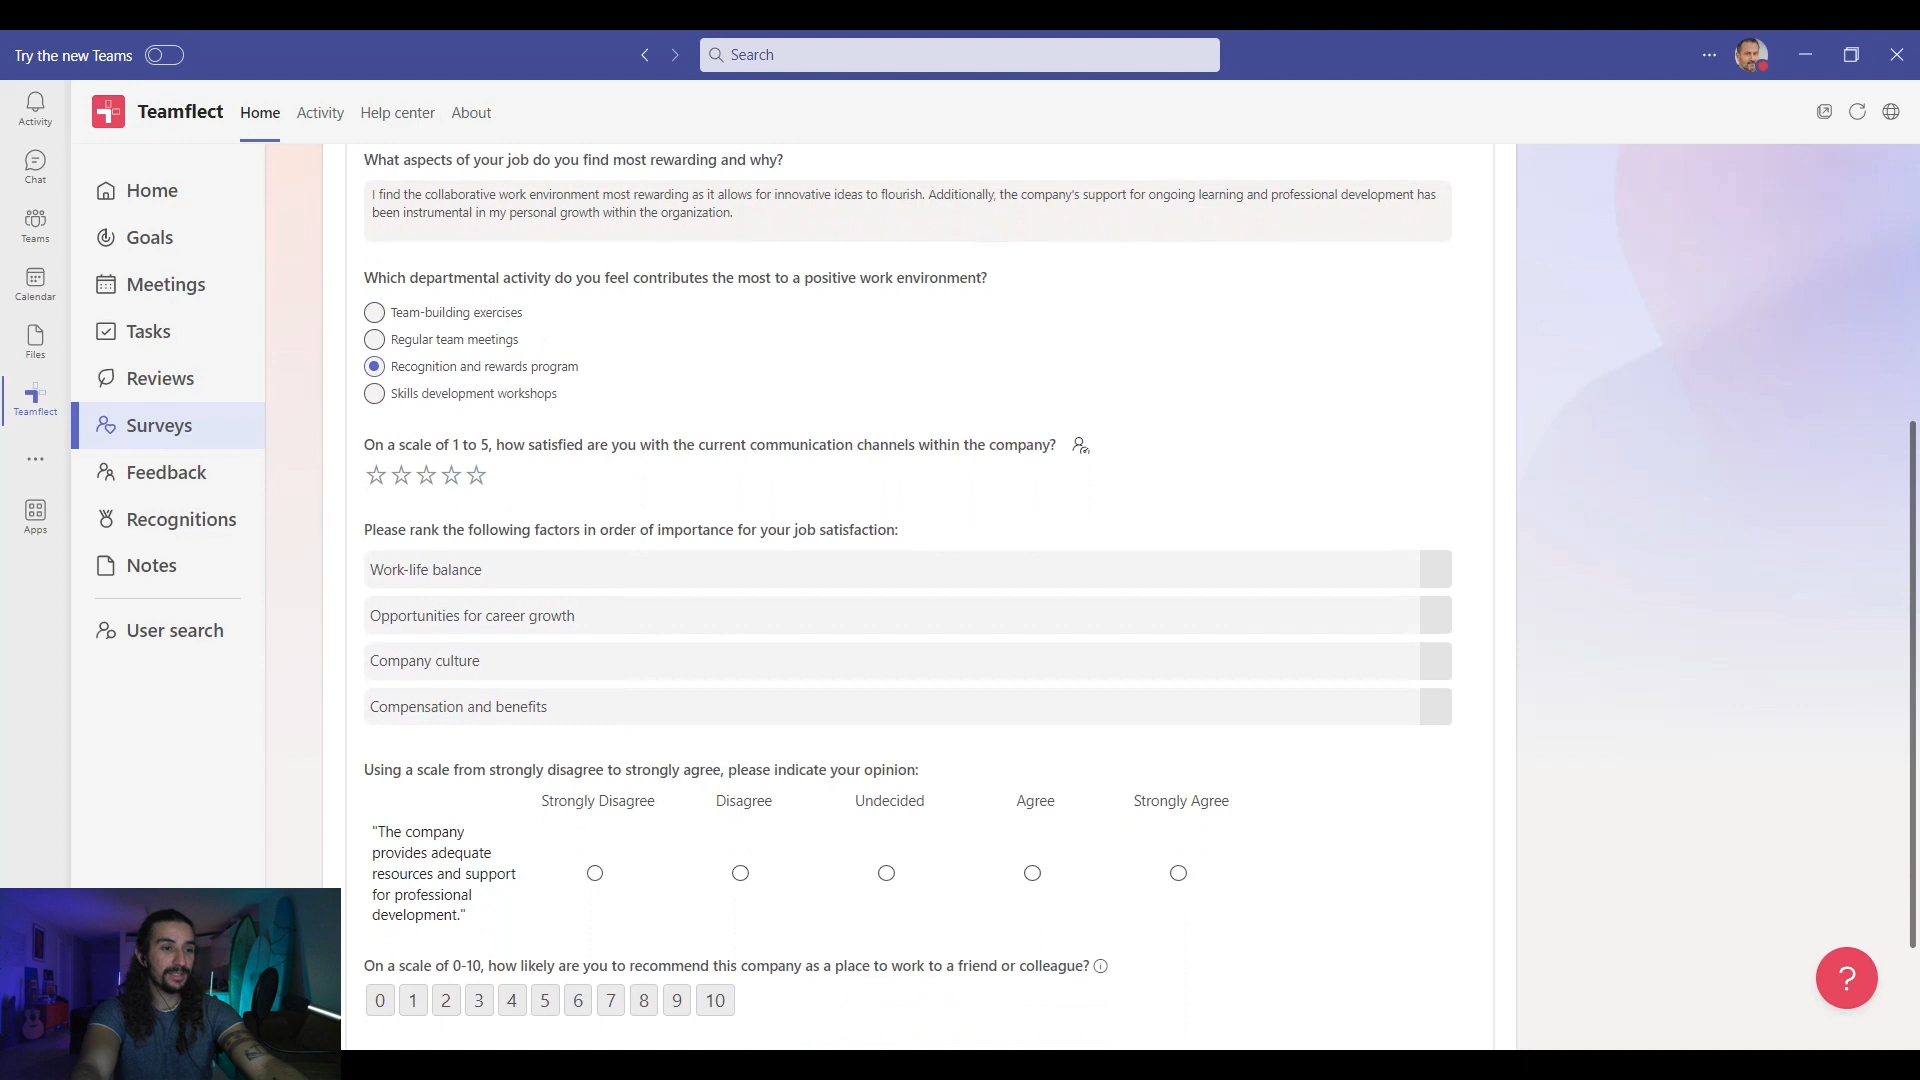 Try the new Teams
Search
Activity
Chat
Teams
Calendar
Files
Teamflect
Apps
Teamflect
Home
Activity
Help center
About
Home
Goals
Meetings
Tasks
Reviews
Surveys
Feedback
Recognitions
Notes
User search
What aspects of your job do you find most rewarding and why?
I find the collaborative work environment most rewarding as it allows for innovative ideas to flourish. Additionally, the company's support for ongoing learning and professional development has
been instrumental in my personal growth within the organization.
Which departmental activity do you feel contributes the most to a positive work environment?
Team-building exercises
Regular team meetings
Recognition and rewards program
Skills development workshops
On a scale of 1 to 5, how satisfied are you with the current communication channels within the company?
Please rank the following factors in order of importance for your job satisfaction:
Work-life balance
Opportunities for career growth
Company culture
Compensation and benefits
Using a scale from strongly disagree to strongly agree, please indicate your opinion:
Strongly Disagree Disagree Undecided Agree Strongly Agree
"The company
provides adequate
resources and support
for professional
development."
On a scale of 0-10, how likely are you to recommend this company as a place to work to a friend or colleague?
0 1 2 3 4 5 6 7 8 9 10
?